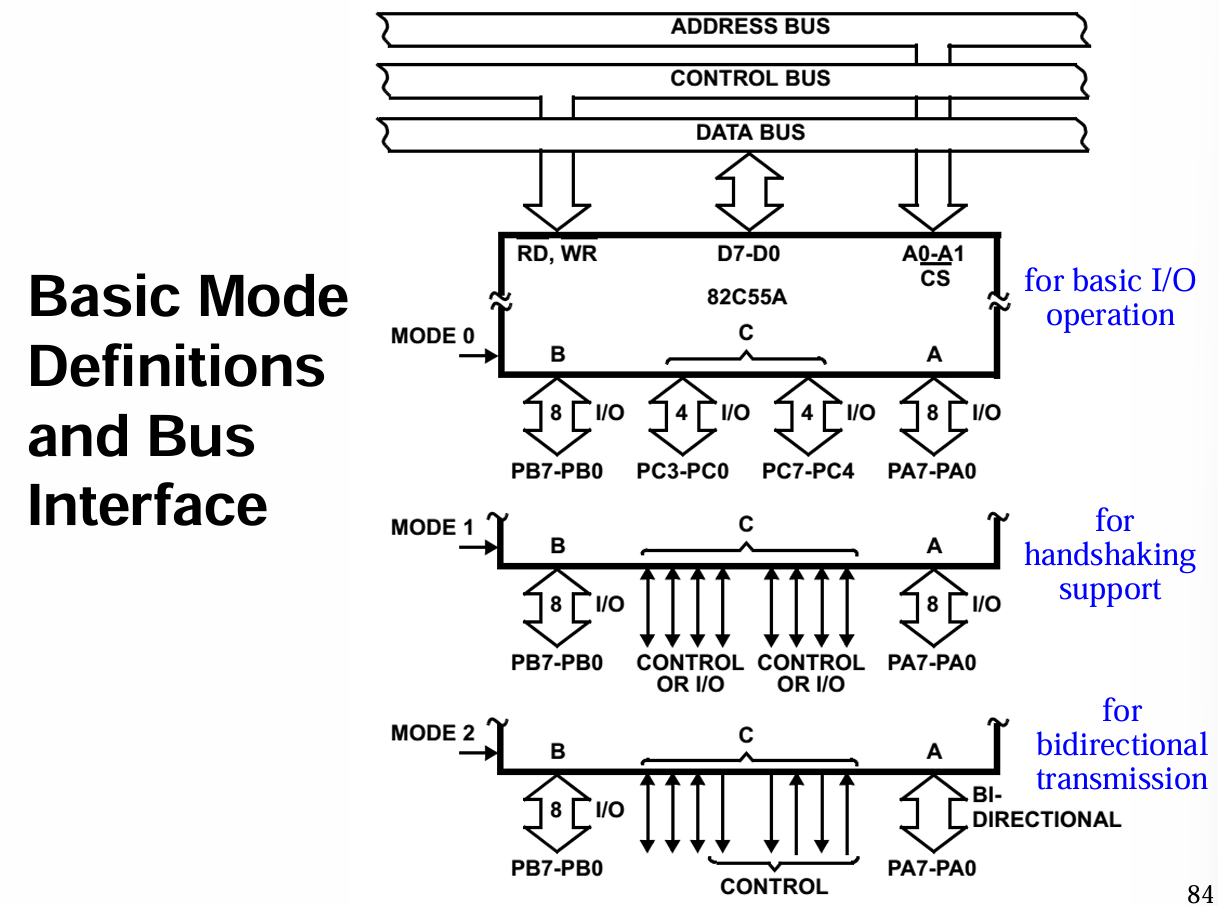 Basic Mode
Definitions
and Bus
Interface
ADDRESS BUS
CONTROL BUS
DATA BUS
RD, WR
D7-D0
A0-A1
CS
82C55A
MODE 0
B
C
A
8
I/O
4
I/O
4
I/O
8
I/O
PB7-PB0
PC3-PC0
PC7-PC4
PA7-PA0
for basic I/O
operation
MODE 1
B
C
A
8
I/O
8
I/O
PB7-PB0
CONTROL
OR I/O
CONTROL
OR I/O
PA7-PA0
for
handshaking
support
MODE 2
B
C
A
8
I/O
BI-
DIRECTIONAL
PB7-PB0
CONTROL
PA7-PA0
for
bidirectional
transmission
84